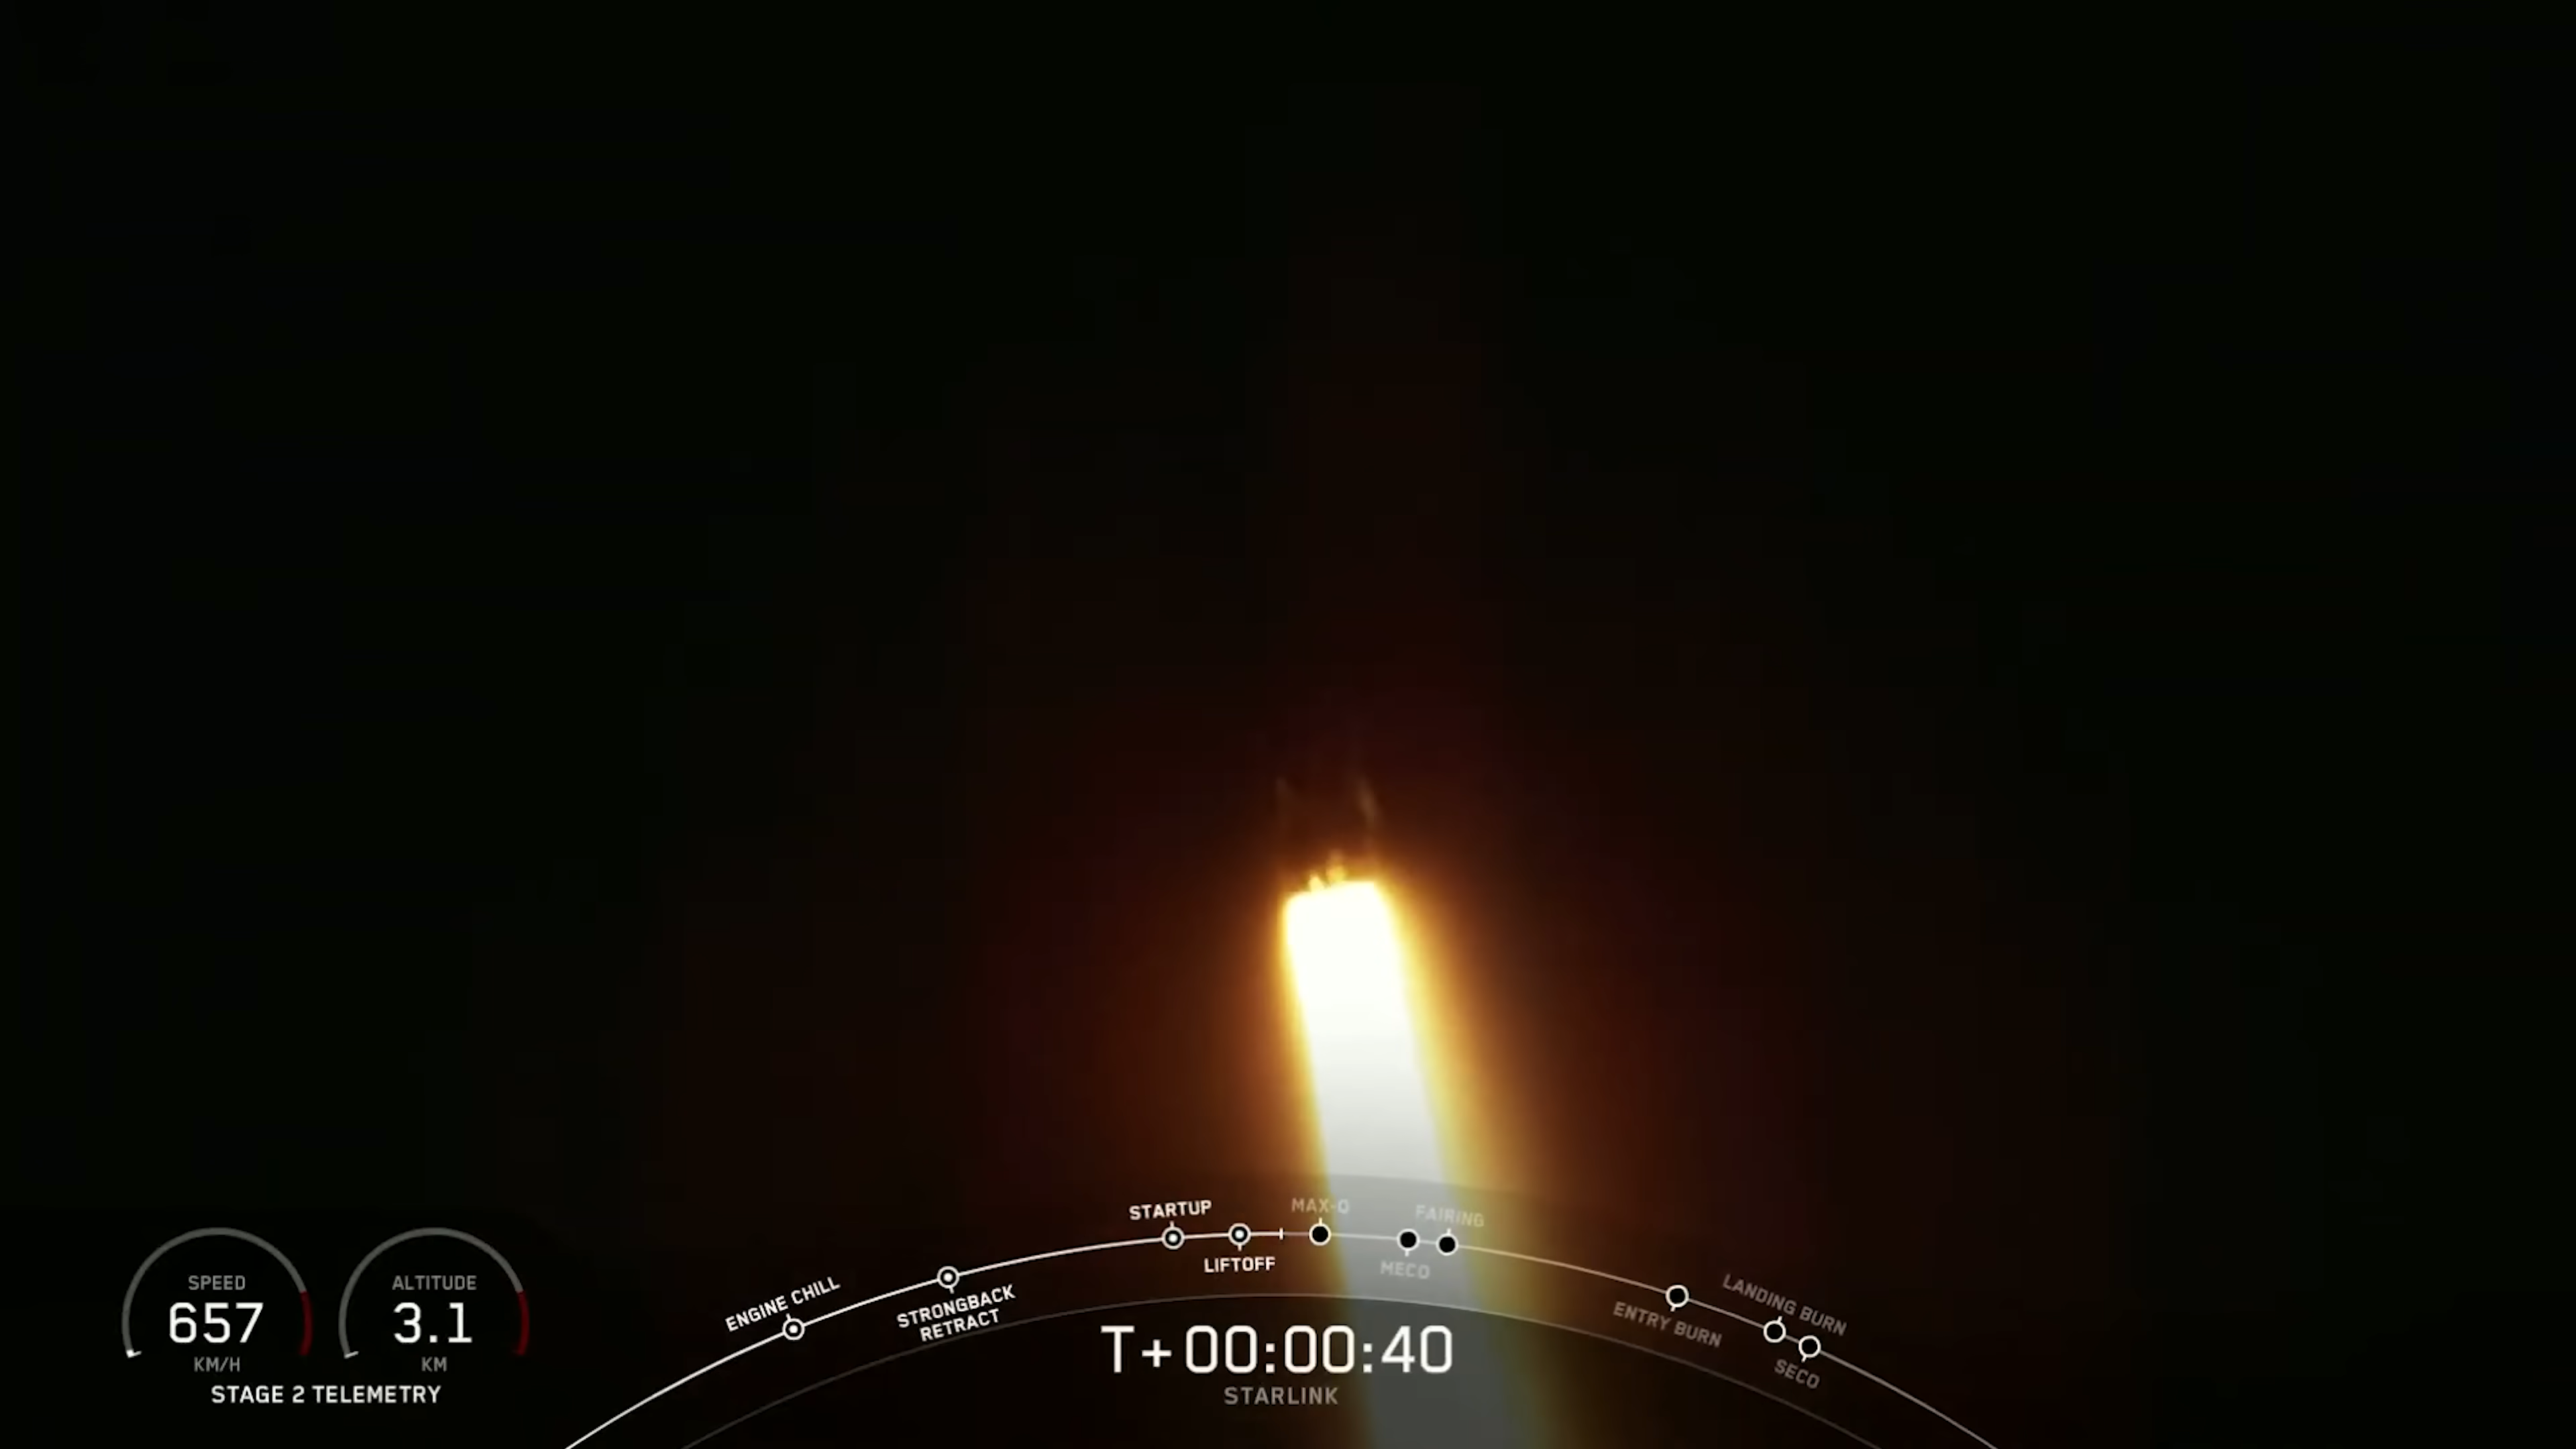 ENGINE CHILL
STRONGBACK
RETRACT
STARTUP
LIFTOFF
MAX-Q
MECO
FAIRING
ENTRY BURN
LANDING BURN
SECO
SPEED
657
KM/H
ALTITUDE
3.1
KM
STAGE 2 TELEMETRY
T+00:00:40
STARLINK